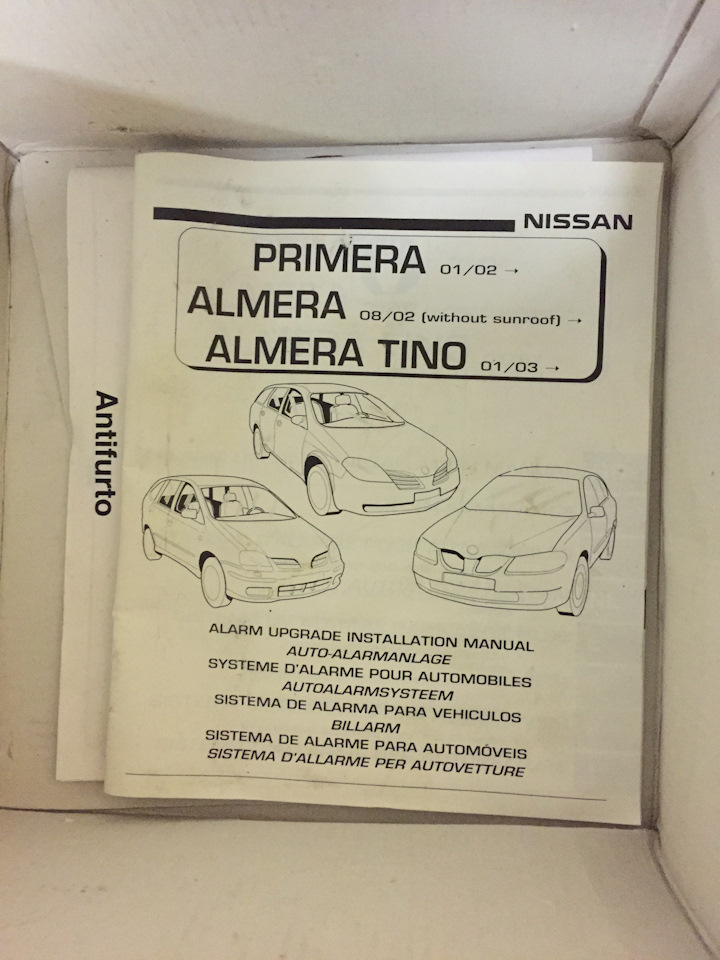 NISSAN
PRIMERA 01/02 →
ALMERA 08/02 (without sunroof) →
ALMERA TINO 01/03 →
Antifurto
ALARM UPGRADE INSTALLATION MANUAL
AUTO-ALARMANLAGE
SYSTEME D'ALARME POUR AUTOMOBILES
AUTOALARMSYSTEEM
SISTEMA DE ALARMA PARA VEHICULOS
BILLARM
SISTEMA DE ALARME PARA AUTOMÓVEIS
SISTEMA D'ALLARME PER AUTOVETTURE